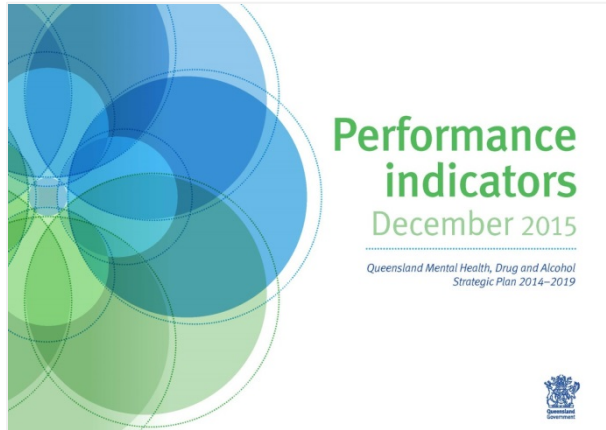 Performance
indicators
December 2015
Queensland Mental Health, Drug and Alcohol
Strategic Plan 2014–2019
Queensland
Government